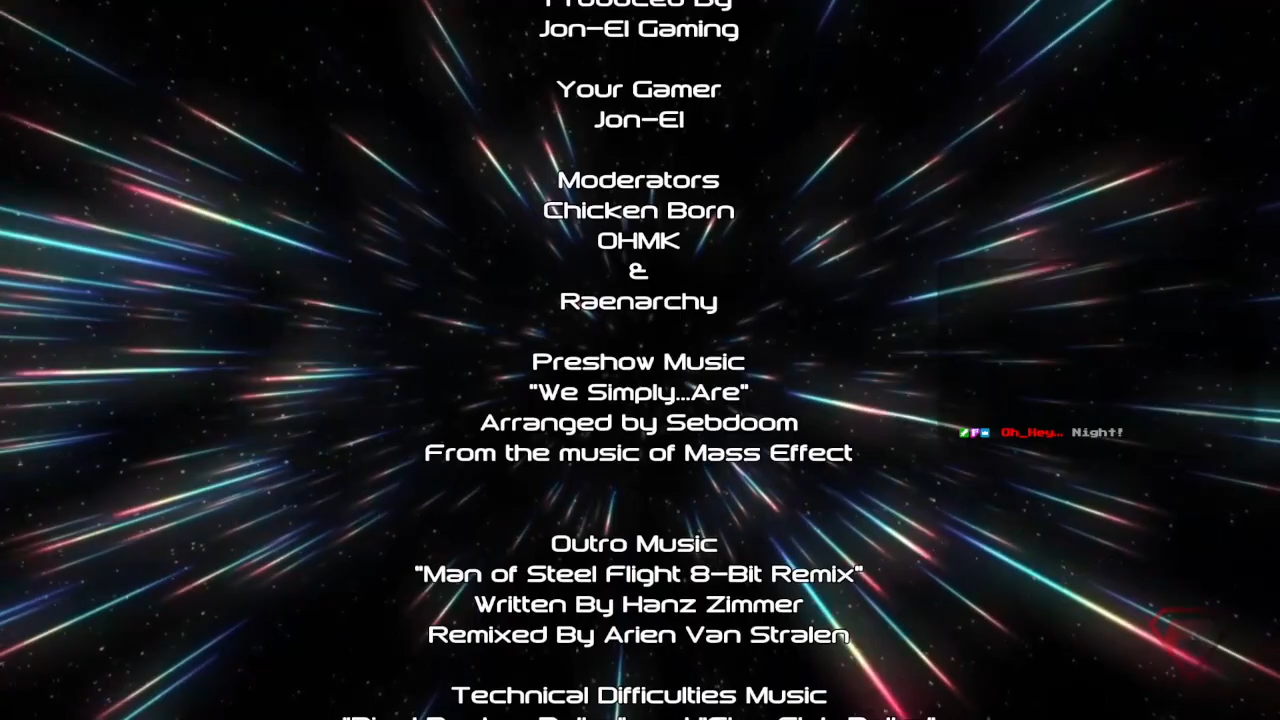 Produced By
Jon-El Gaming
Your Gamer
Jon-El
Moderators
Chicken Born
OHMK
&
Raenarchy
Preshow Music
"We Simply...Are"
Arranged by Sebdoom
From the music of Mass Effect
Oh_Hey... Night!
Outro Music
"Man of Steel Flight 8-Bit Remix"
Written By Hanz Zimmer
Remixed By Arien Van Stralen
Technical Difficulties Music